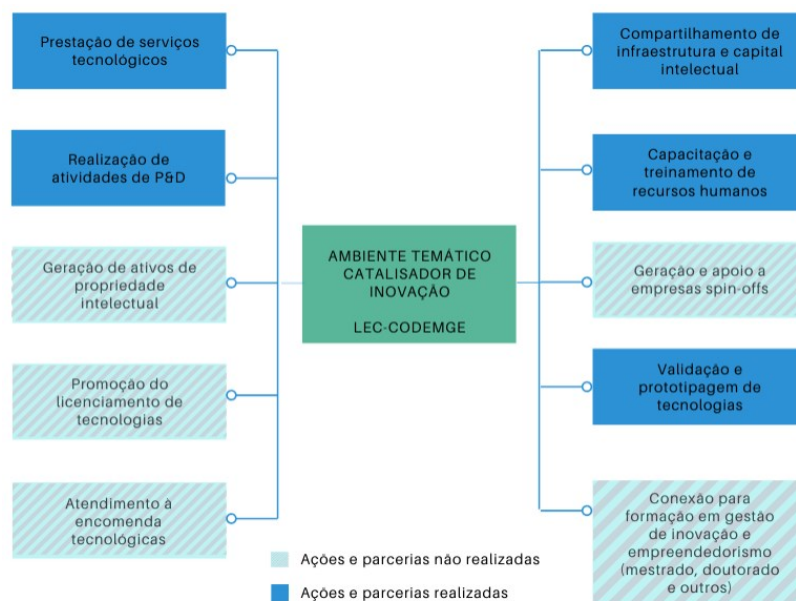 Prestação de serviços
tecnológicos
Realização de
atividades de P&D
Geração de ativos de
propriedade
intelectual
Promoção do
licenciamento de
tecnologias
Atendimento à
encomenda
tecnológicas
AMBIENTE TEMÁTICO
CATALISADOR DE
INOVAÇÃO
LEC-CODEMGE
Compartilhamento de
infraestrutura e capital
intelectual
Capacitação e
treinamento de
recursos humanos
Geração e apoio a
empresas spin-offs
Validação e
prototipagem de
tecnologias
Conexão para
formação em gestão
de inovação e
empreendedorismo
(mestrado, doutorado
e outros)
Ações e parcerias não realizadas
Ações e parcerias realizadas